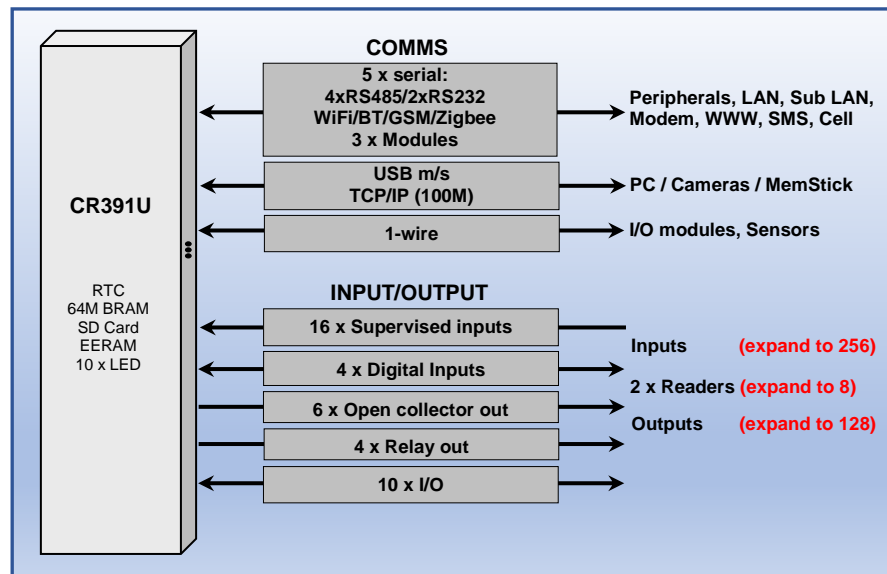 CR391U
RTC
64M BRAM
SD Card
EERAM
10 x LED
COMMS
5 x serial:
4xRS485/2xRS232
WiFi/BT/GSM/Zigbee
3 x Modules
Peripherals, LAN, Sub LAN,
Modem, WWW, SMS, Cell
USB m/s
TCP/IP (100M)
PC / Cameras / MemStick
1-wire
I/O modules, Sensors
INPUT/OUTPUT
16 x Supervised inputs
4 x Digital Inputs
6 x Open collector out
4 x Relay out
10 x I/O
Inputs (expand to 256)
2 x Readers (expand to 8)
Outputs (expand to 128)